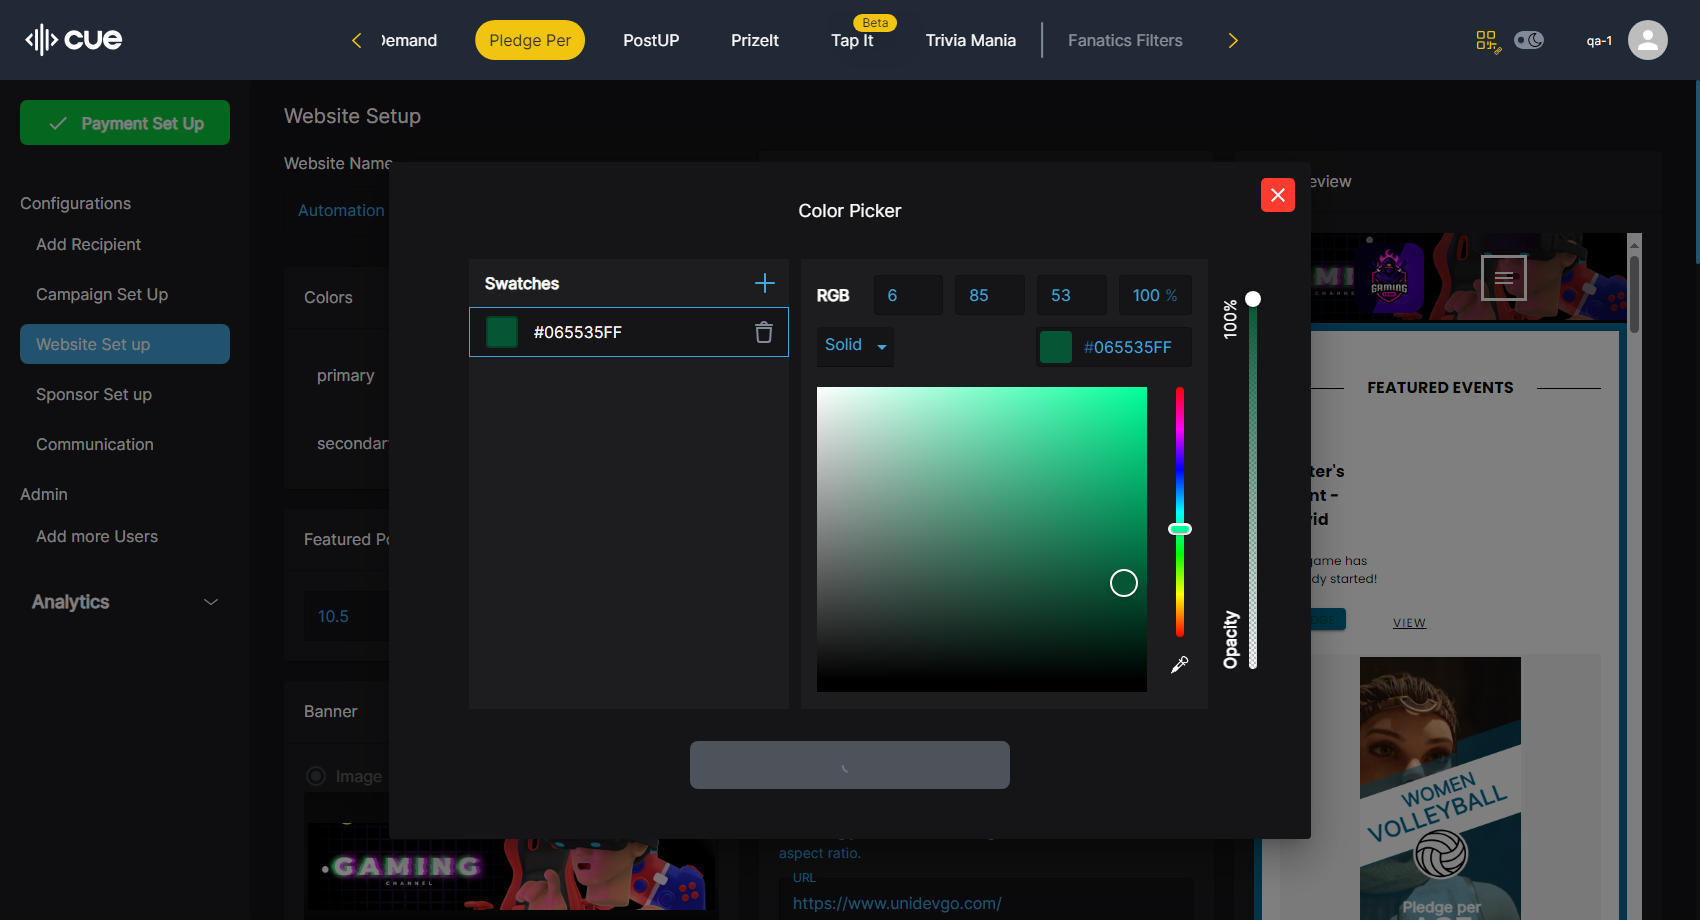 cue
Demand
Pledge Per
PostUP
PrizeIt
Beta
Tap It
Trivia Mania
Fanatics Filters
qa-1
Payment Set Up
Configurations
Add Recipient
Campaign Set Up
Website Set up
Sponsor Set up
Communication
Admin
Add more Users
Analytics
Website Setup
Website Name
Automation
Colors
primary
secondar
Featured Po
10.5
Banner
Image
GAMING
CHANNEL
Color Picker
Swatches
#065535FF
RGB
6
85
53
100 %
Solid
#065535FF
100%
Opacity
aspect ratio.
URL
https://www.unidevgo.com/
eview
GAMING
FEATURED EVENTS
ter's
nt -
rid
game has
dy started!
VIEW
WOMEN
VOLLEYBALL
Pledge per